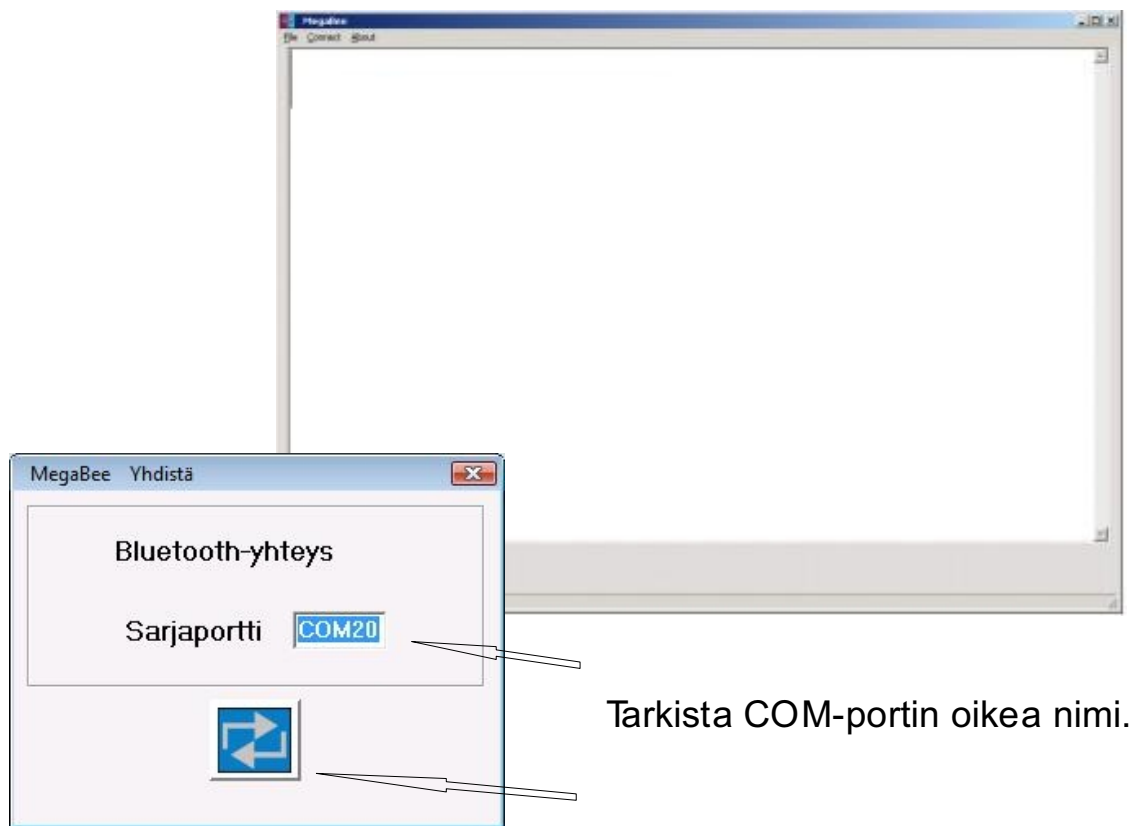 MegaBee
File Connect About
MegaBee Yhdistä
Bluetooth-yhteys
Sarjaportti COM20
Tarkista COM-portin oikea nimi.